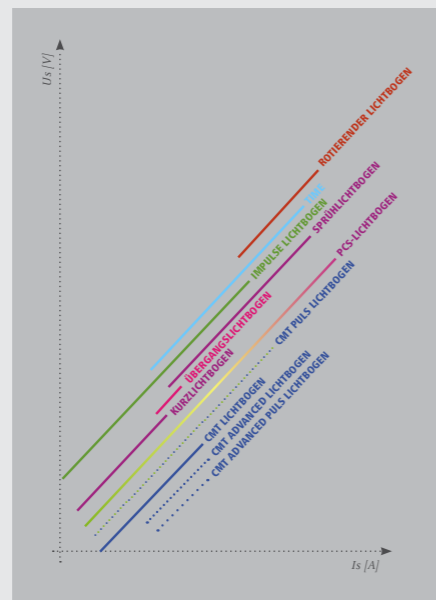 Us [V]
ROTIERENDER LICHTBOGEN
TIME
SPRÜHLICHTBOGEN
IMPULSE LICHTBOGEN
PCS-LICHTBOGEN
CMT PULS LICHTBOGEN
ÜBERGANGSLICHTBOGEN
KURZLICHTBOGEN
CMT LICHTBOGEN
CMT ADVANCED LICHTBOGEN
CMT ADVANCED PULS LICHTBOGEN
Is [A]